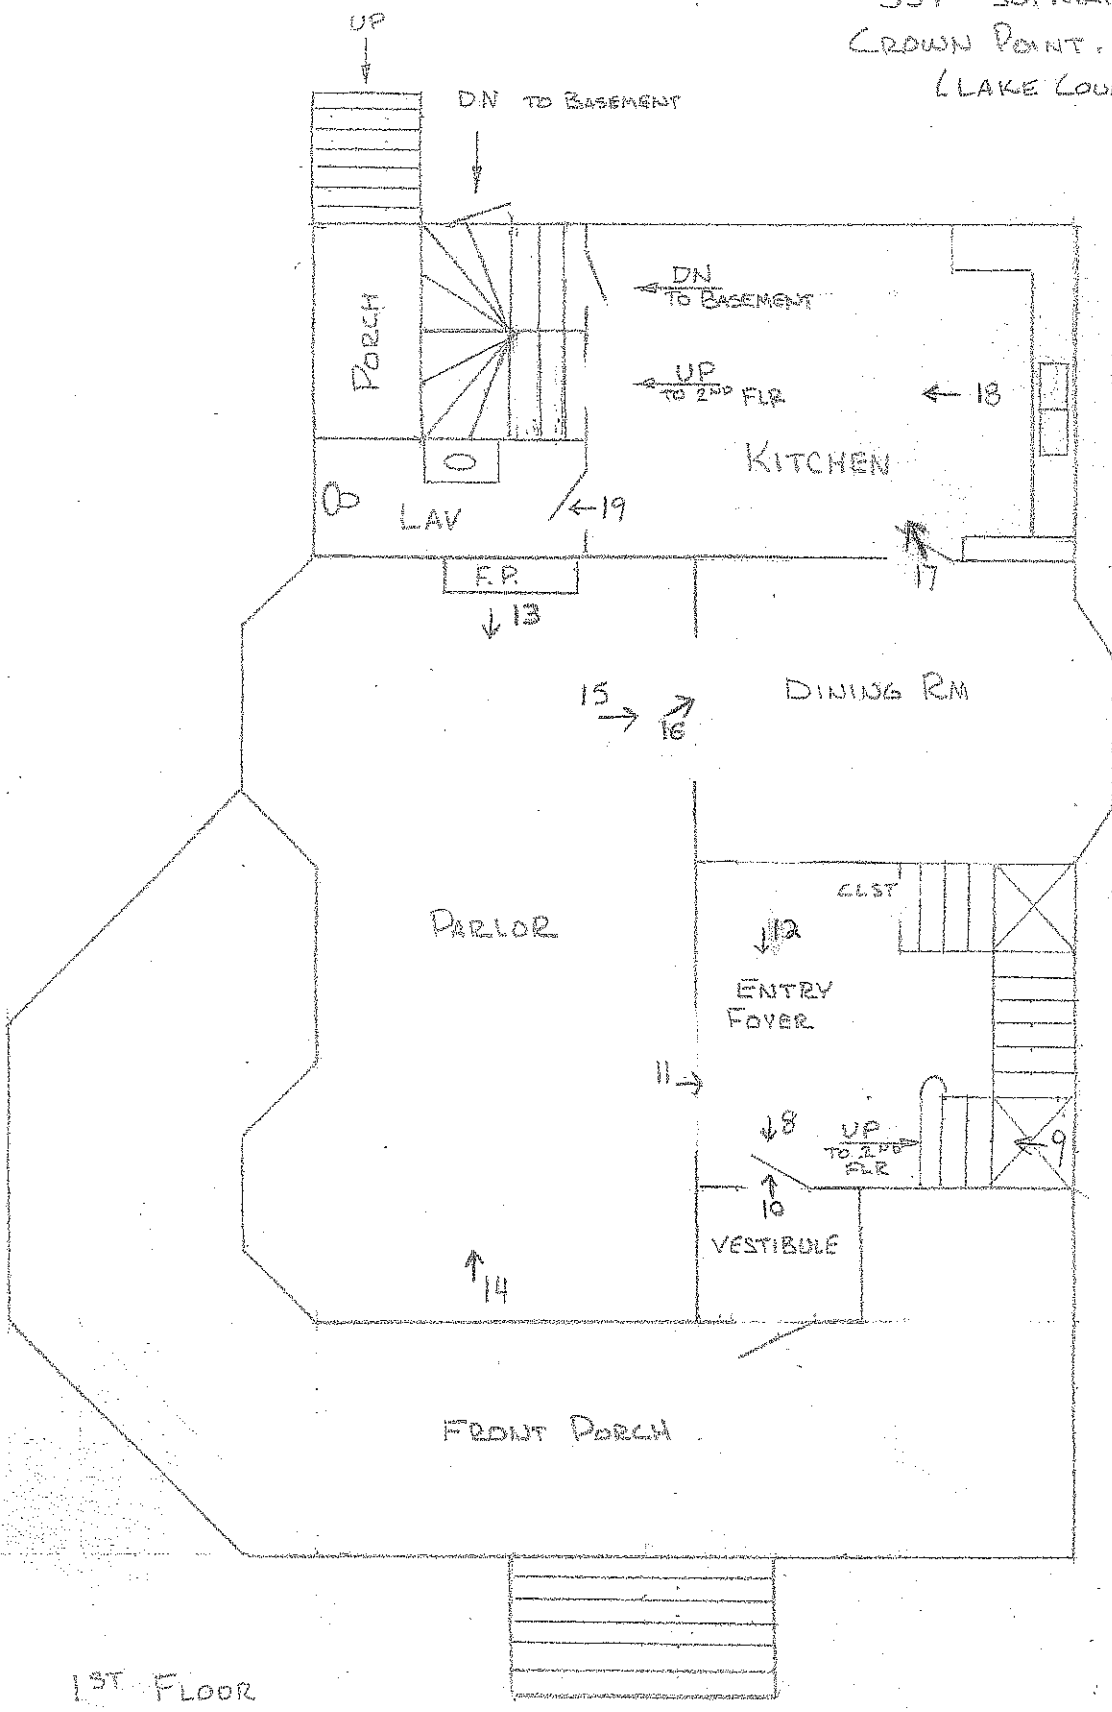 CROWN POINT.
(LAKE COU
UP
DN TO BASEMENT
DN
TO BASEMENT
PORCH
UP
TO 2ND FLR
← 18
KITCHEN
LAV
19
17
F.P.
13
DINING RM
15
16
CLST
PARLOR
12
ENTRY
FOYER
11
8
UP
TO 2ND
FLR
9
10
VESTIBULE
14
FRONT PORCH
1ST FLOOR